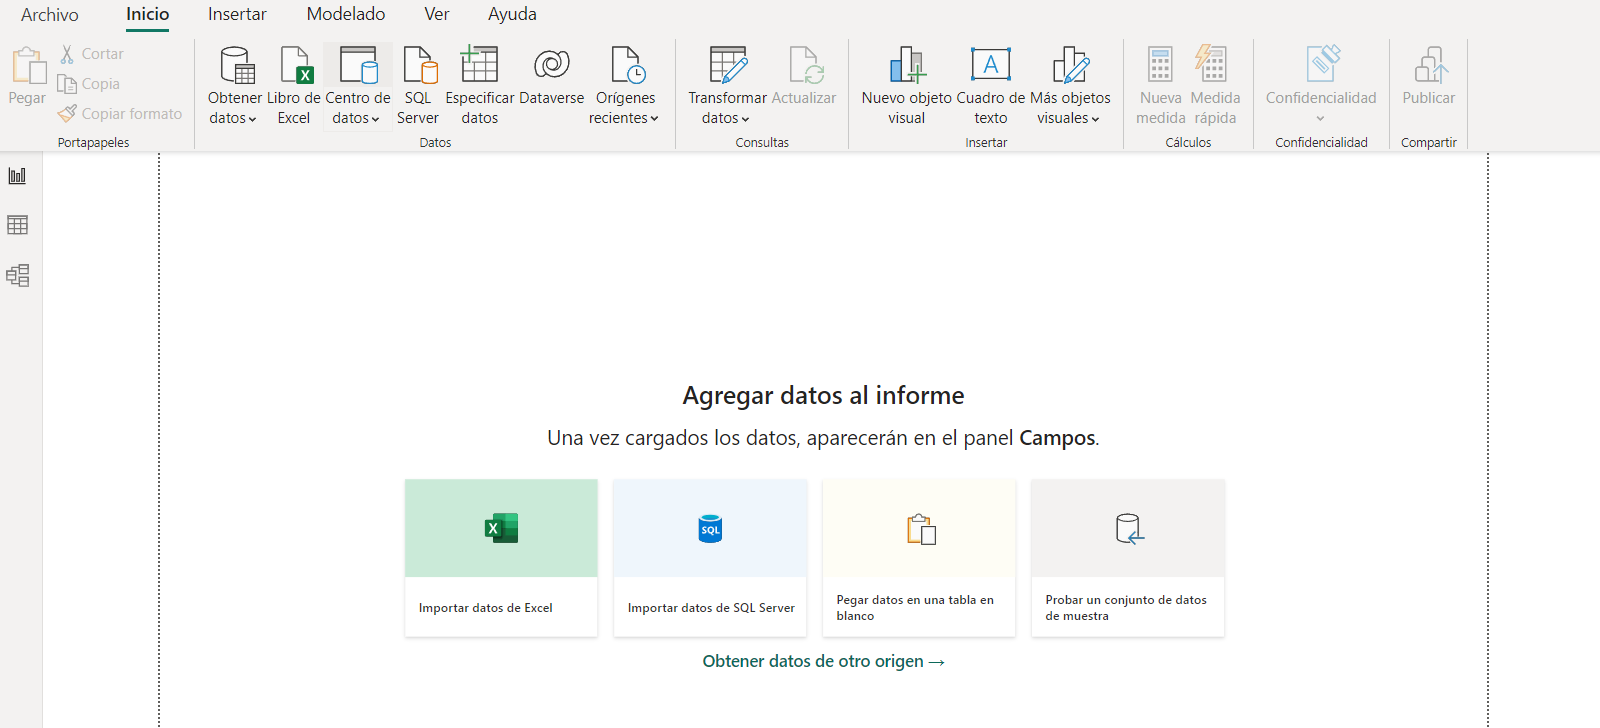 Archivo Inicio Insertar Modelado Ver Ayuda
Pegar
Cortar
Copia
Copiar formato
Portapapeles
Obtener datos
Libro de Excel
Centro de datos
SQL Server
Especificar datos
Dataverse
Orígenes recientes
Datos
Transformar datos
Actualizar
Consultas
Nuevo objeto visual
A
Cuadro de texto
Más objetos visuales
Insertar
Nueva medida
Medida rápida
Cálculos
Confidencialidad
Confidencialidad
Publicar
Compartir
Agregar datos al informe
Una vez cargados los datos, aparecerán en el panel Campos.
X
Importar datos de Excel
SQL
Importar datos de SQL Server
Pegar datos en una tabla en
blanco
Probar un conjunto de datos
de muestra
Obtener datos de otro origen →